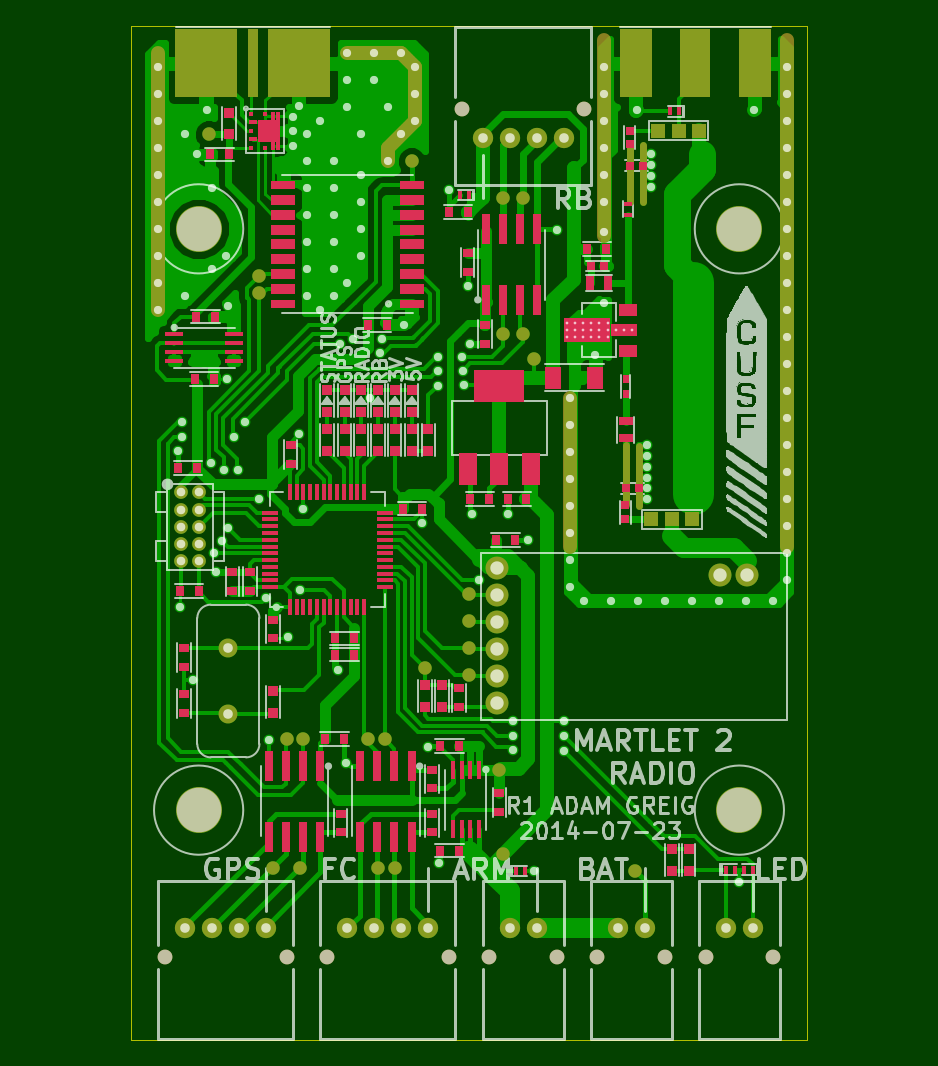 RB
CUSF
STATUS
GPS
RADIO
RB
3V
5V
MARTLET 2
RADIO
R1 ADAM GREIG
2014-07-23
GPS FC ARM BAT LED